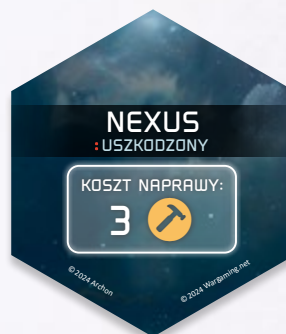 NEXUS
:USZKODZONY
KOSZT NAPRAWY:
3
© 2024 Archon
© 2024 Wargaming.net